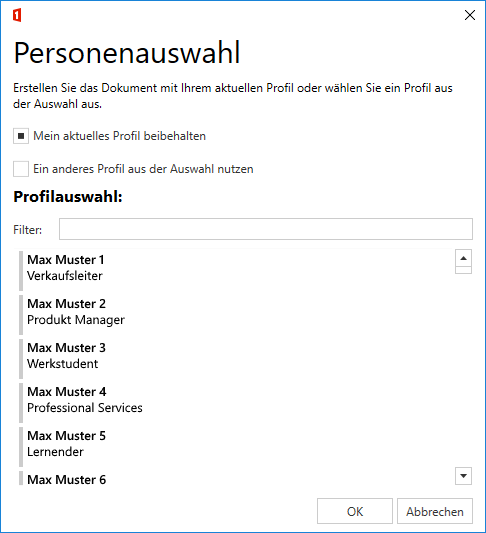 Personenauswahl
Erstellen Sie das Dokument mit Ihrem aktuellen Profil oder wählen Sie ein Profil aus
der Auswahl aus.
Mein aktuelles Profil beibehalten
Ein anderes Profil aus der Auswahl nutzen
Profilauswahl:
Filter:
Max Muster 1
Verkaufsleiter
Max Muster 2
Produkt Manager
Max Muster 3
Werkstudent
Max Muster 4
Professional Services
Max Muster 5
Lernender
Max Muster 6
OK Abbrechen